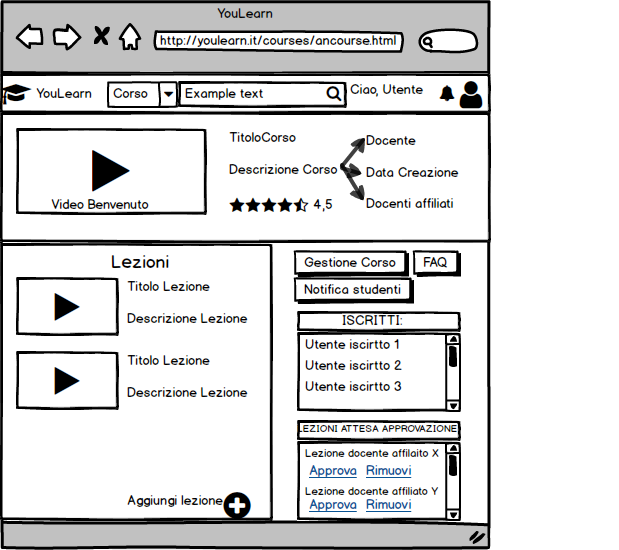 YouLearn
http://youlearn.it/courses/ancourse.html
YouLearn
Corso
Example text
Ciao, Utente
Video Benvenuto
TitoloCorso
Descrizione Corso
4,5
Docente
Data Creazione
Docenti affiliati
Lezioni
Titolo Lezione
Descrizione Lezione
Titolo Lezione
Descrizione Lezione
Aggiungi lezione
Gestione Corso
FAQ
Notifica studenti
ISCRITTI:
Utente iscirtto 1
Utente iscirtto 2
Utente iscirtto 3
LEZIONI ATTESA APPROVAZIONE
Lezione docente affilaito X
Approva Rimuovi
Lezione docente affiliato Y
Approva Rimuovi